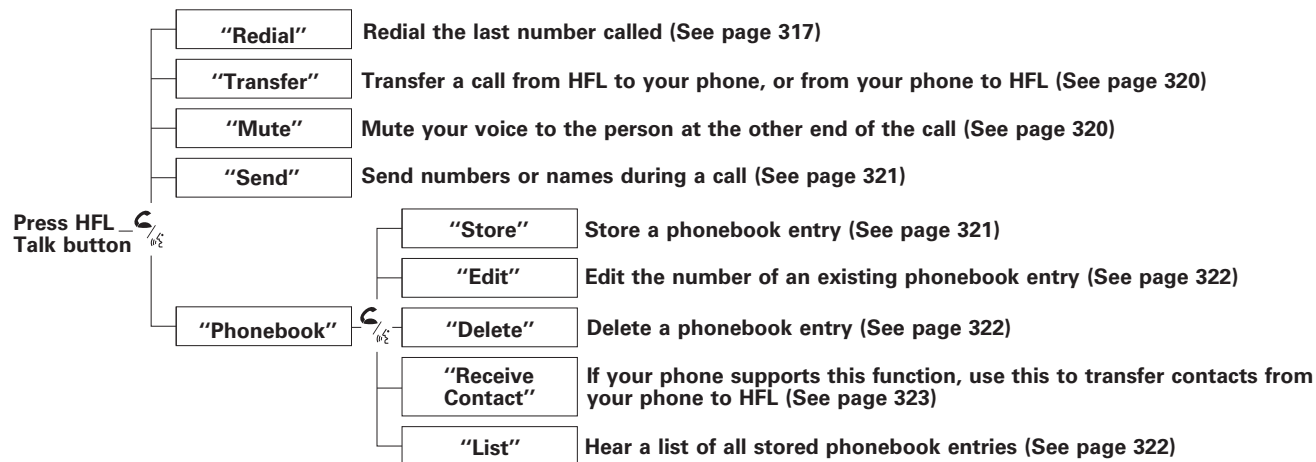 ‘‘Redial’’ Redial the last number called (See page 317)
‘‘Transfer’’ Transfer a call from HFL to your phone, or from your phone to HFL (See page 320)
‘‘Mute’’ Mute your voice to the person at the other end of the call (See page 320)
‘‘Send’’ Send numbers or names during a call (See page 321)
Press HFL
Talk button
‘‘Phonebook’’
‘‘Store’’ Store a phonebook entry (See page 321)
‘‘Edit’’ Edit the number of an existing phonebook entry (See page 322)
‘‘Delete’’ Delete a phonebook entry (See page 322)
‘‘Receive
Contact’’
If your phone supports this function, use this to transfer contacts from
your phone to HFL (See page 323)
‘‘List’’ Hear a list of all stored phonebook entries (See page 322)